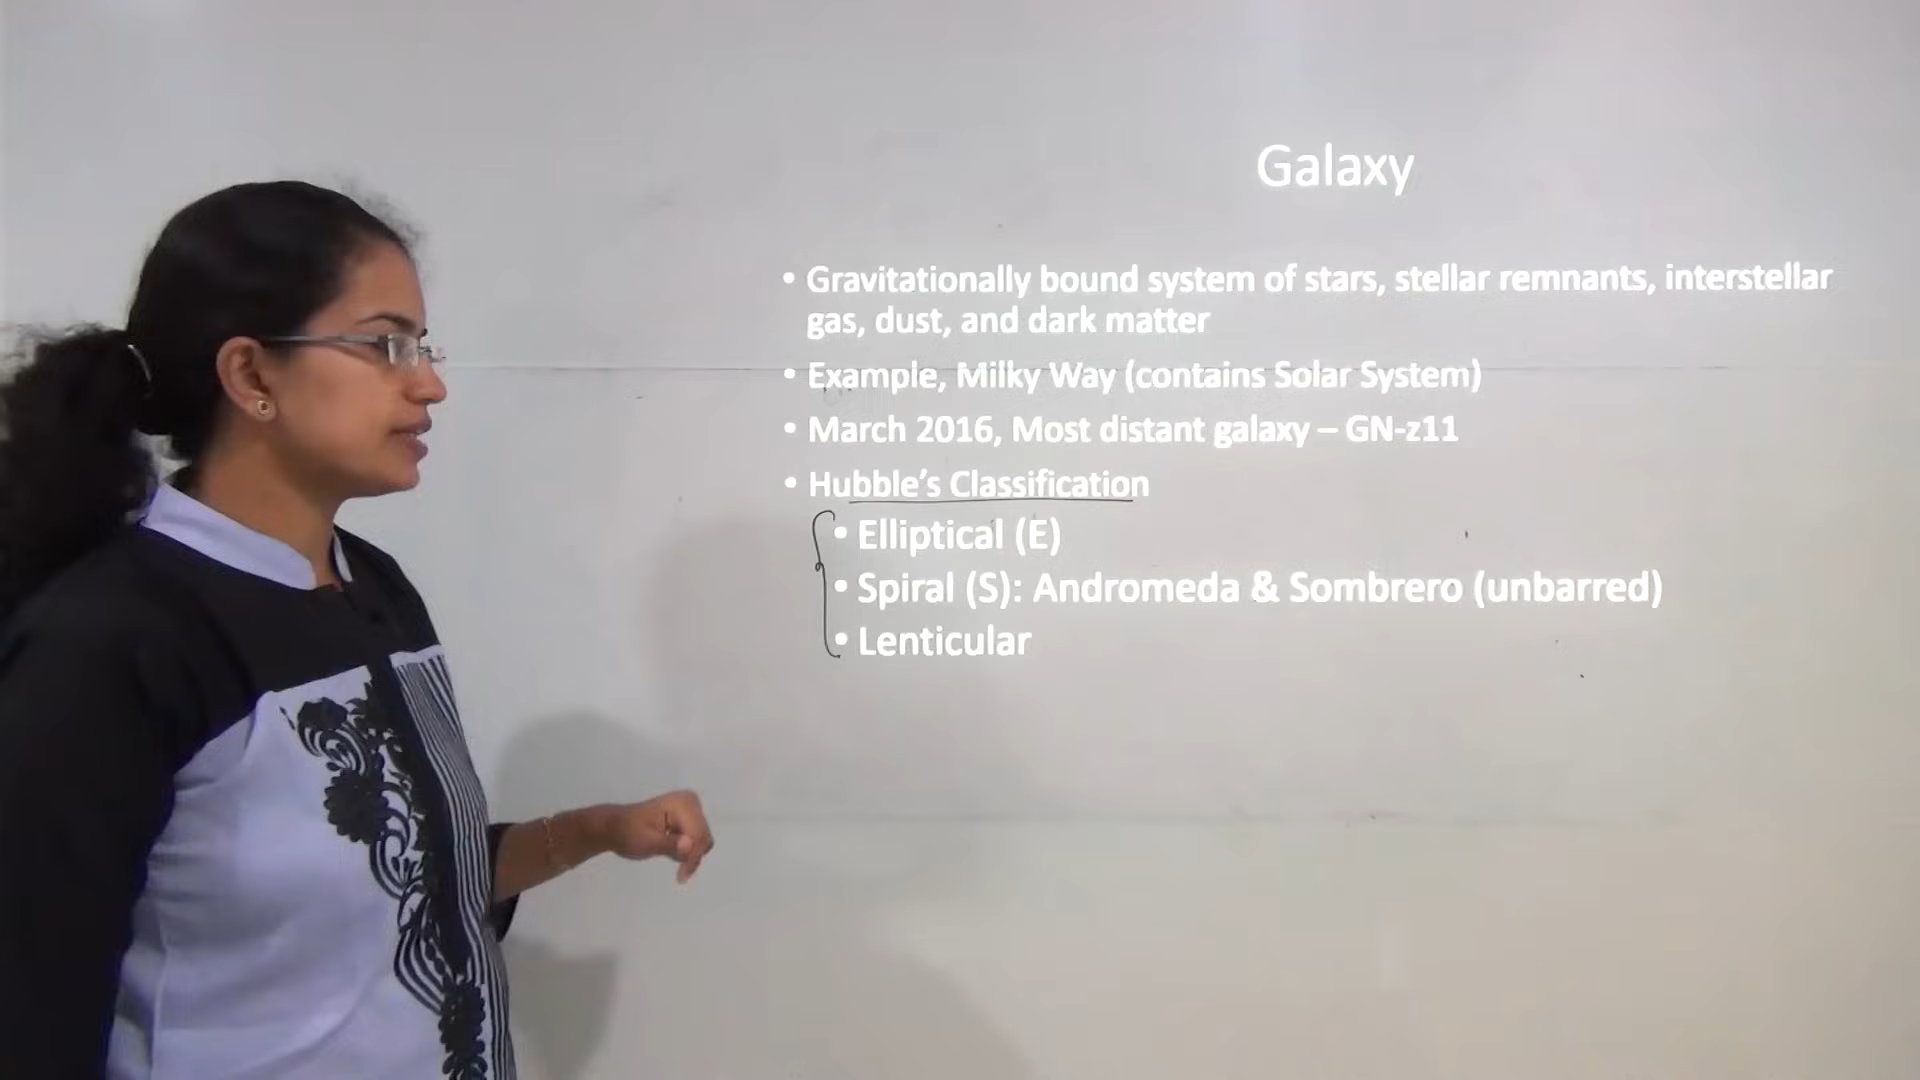 Galaxy
• Gravitationally bound system of stars, stellar remnants, interstellar
gas, dust, and dark matter
• Example, Milky Way (contains Solar System)
• March 2016, Most distant galaxy – GN-z11
• Hubble’s Classification
• Elliptical (E)
• Spiral (S): Andromeda & Sombrero (unbarred)
• Lenticular